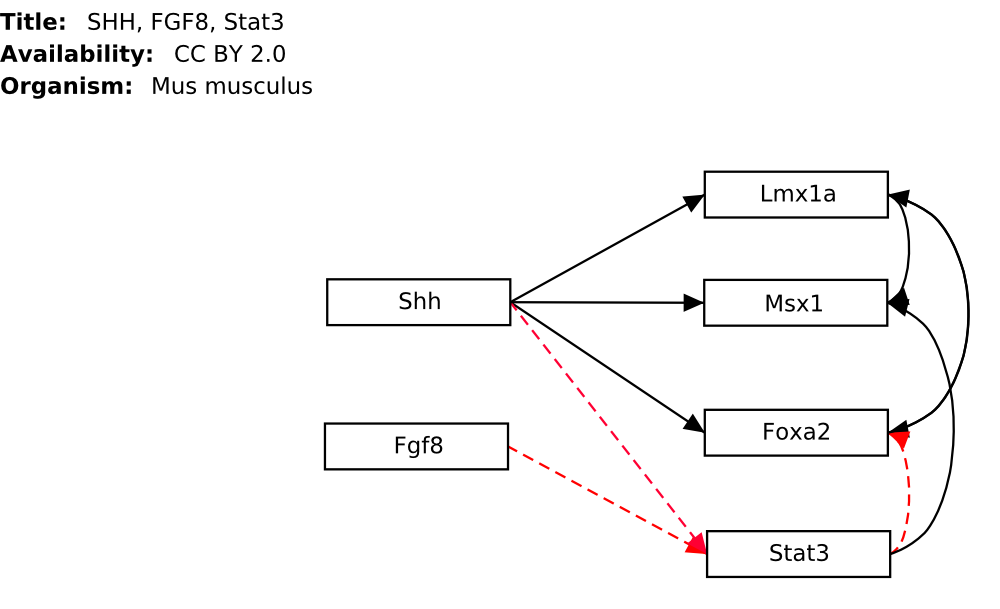 Title: SHH, FGF8, Stat3
Availability: CC BY 2.0
Organism: Mus musculus
Lmx1a
Shh
Msx1
Foxa2
Fgf8
Stat3